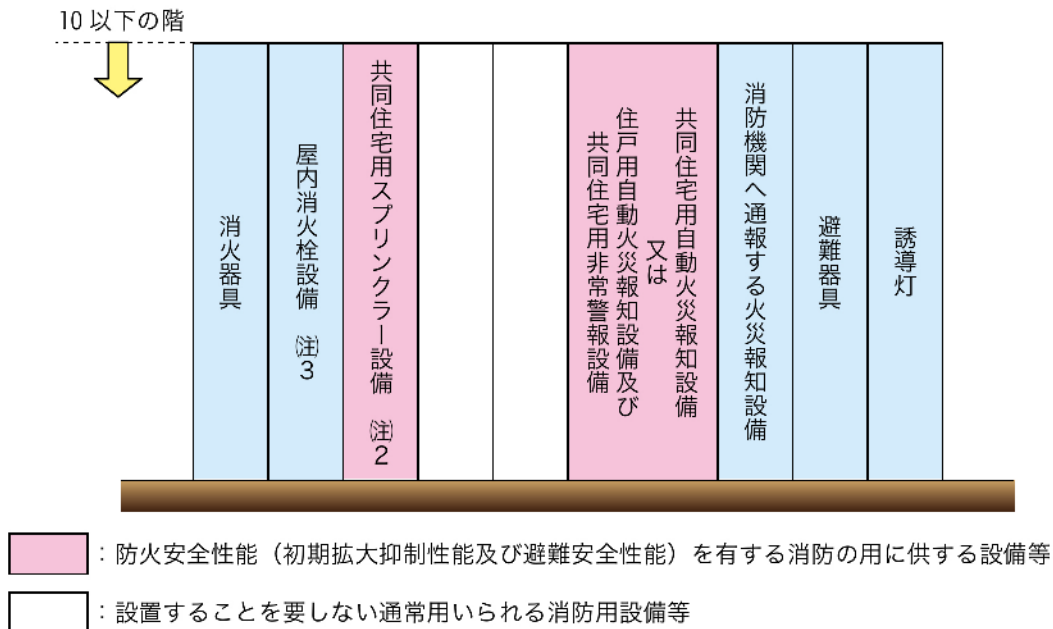 10 以下の階
消火器具
屋内消火栓設備　(注)3
共同住宅用スプリンクラー設備　(注)2
共同住宅用自動火災報知設備
又は
住戸用自動火災報知設備及び
共同住宅用非常警報設備
消防機関へ通報する火災報知設備
避難器具
誘導灯
：防火安全性能（初期拡大抑制性能及び避難安全性能）を有する消防の用に供する設備等
：設置することを要しない通常用いられる消防用設備等